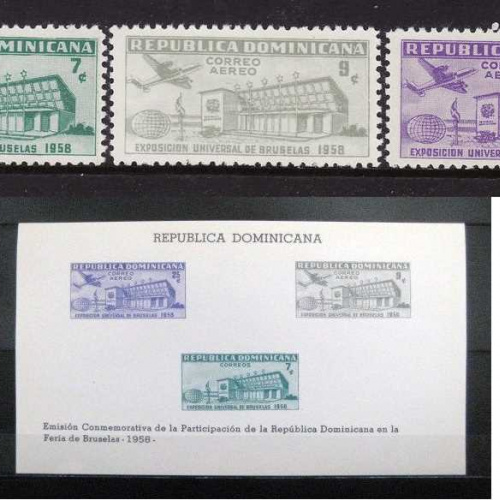 DOMINICANA
7
¢
BRUSELAS 1958
REPUBLICA DOMINICANA
CORREO
AEREO
9
¢
EXPOSICION UNIVERSAL DE BRUSELAS 1958
REPUBLICA
CORREO
EXPOSICION UNIVERSAL
REPUBLICA DOMINICANA
REPUBLICA DOMINICANA
CORREO
AEREO
25
¢
EXPOSICION UNIVERSAL DE BRUSELAS 1958
REPUBLICA DOMINICANA
CORREO
AEREO
9
¢
EXPOSICION UNIVERSAL DE BRUSELAS 1958
REPUBLICA DOMINICANA
CORREOS
7
¢
EXPOSICION UNIVERSAL DE BRUSELAS 1958
Emisión Conmemorativa de la Participación de la República Dominicana en la
Feria de Bruselas - 1958 -